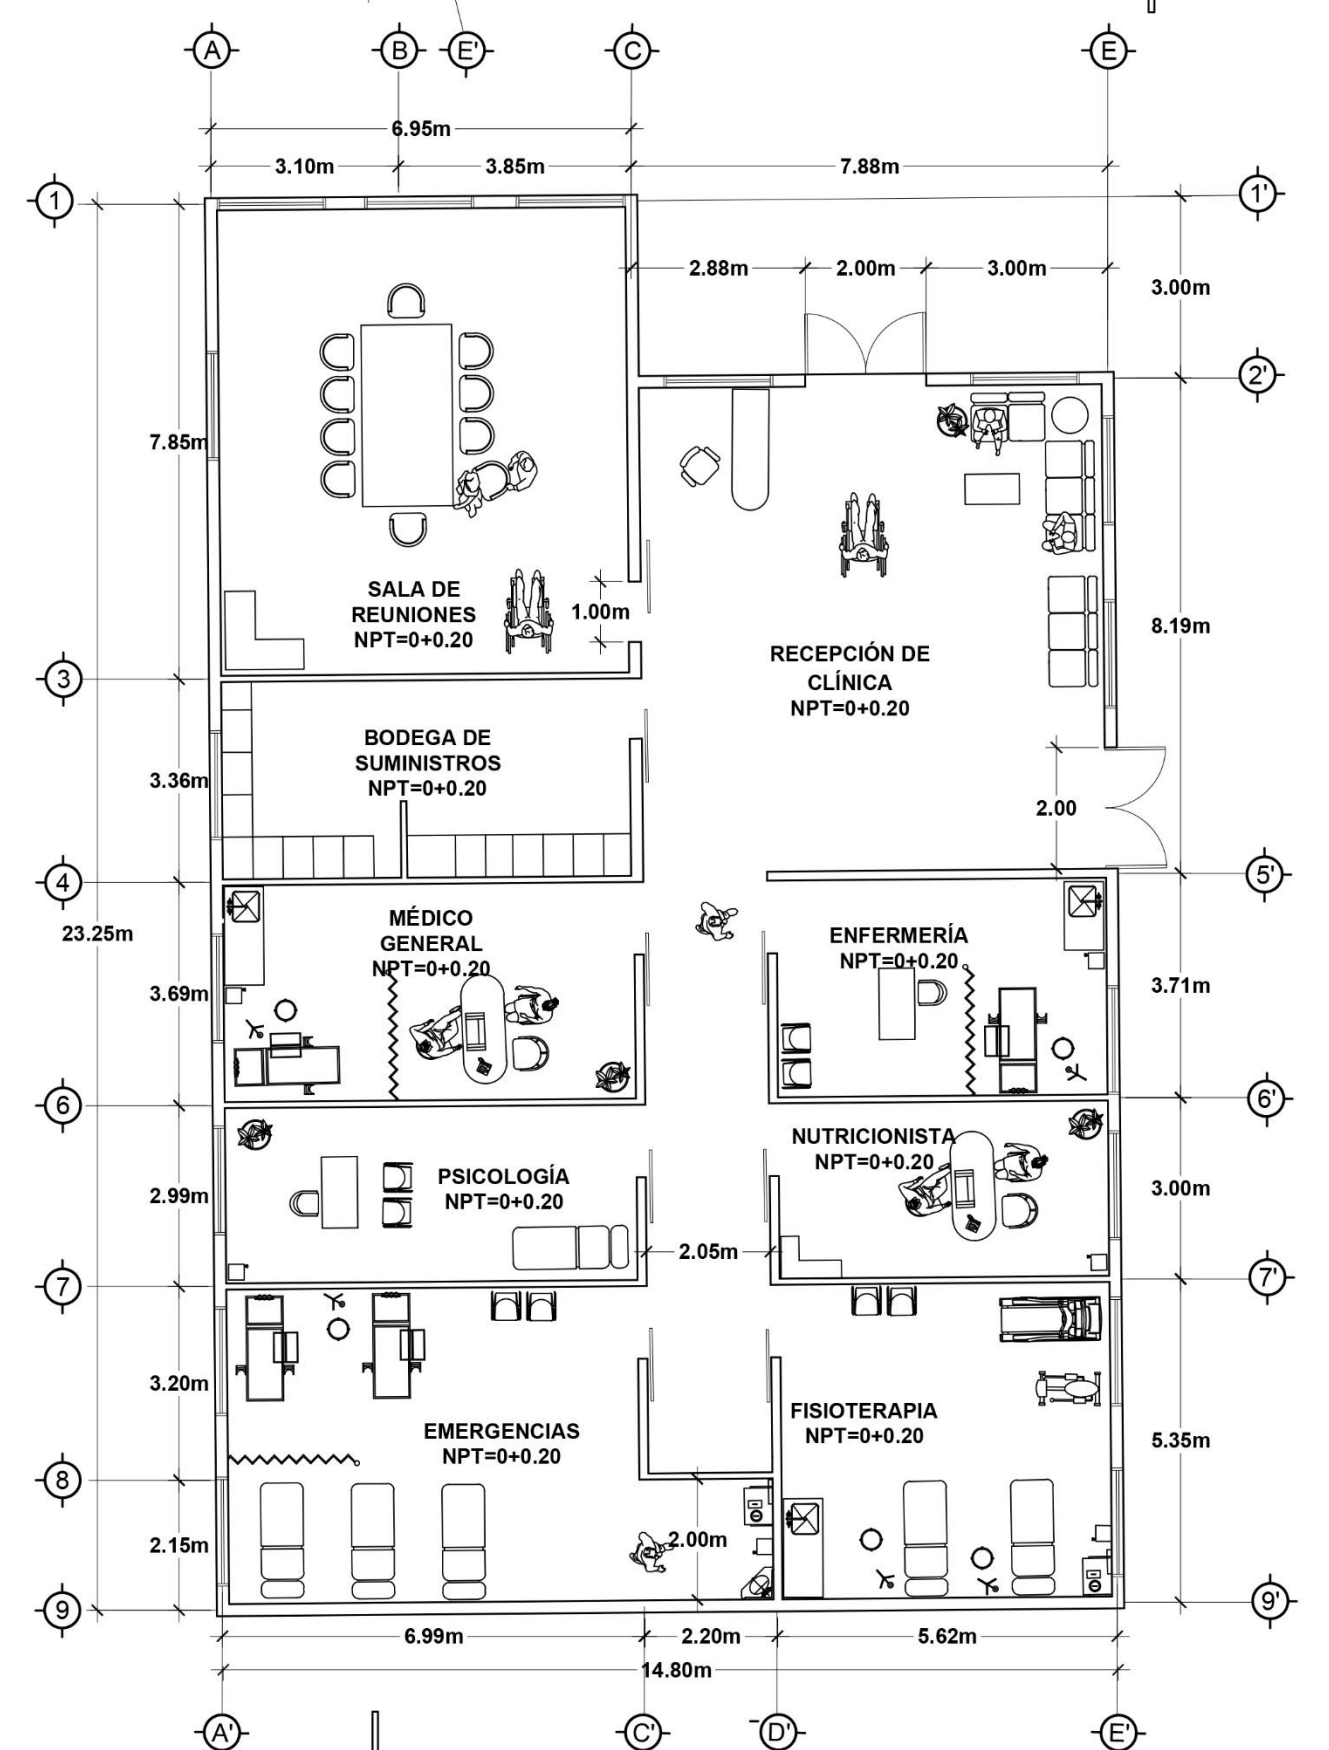 A B E' C E
6.95m
3.10m 3.85m 7.88m
1 1'
2.88m 2.00m 3.00m
3.00m
2'
7.85m
SALA DE
REUNIONES
NPT=0+0.20
1.00m
8.19m
RECEPCIÓN DE
CLÍNICA
NPT=0+0.20
3
BODEGA DE
SUMINISTROS
NPT=0+0.20
3.36m
2.00
4 5'
23.25m
MÉDICO
GENERAL
NPT=0+0.20
ENFERMERÍA
NPT=0+0.20
3.69m 3.71m
6 6'
NUTRICIONISTA
NPT=0+0.20
PSICOLOGÍA
NPT=0+0.20
2.99m 3.00m
2.05m
7 7'
3.20m
EMERGENCIAS
NPT=0+0.20
FISIOTERAPIA
NPT=0+0.20
5.35m
8
2.15m 2.00m
9 9'
6.99m 2.20m 5.62m
14.80m
A' C' D' E'